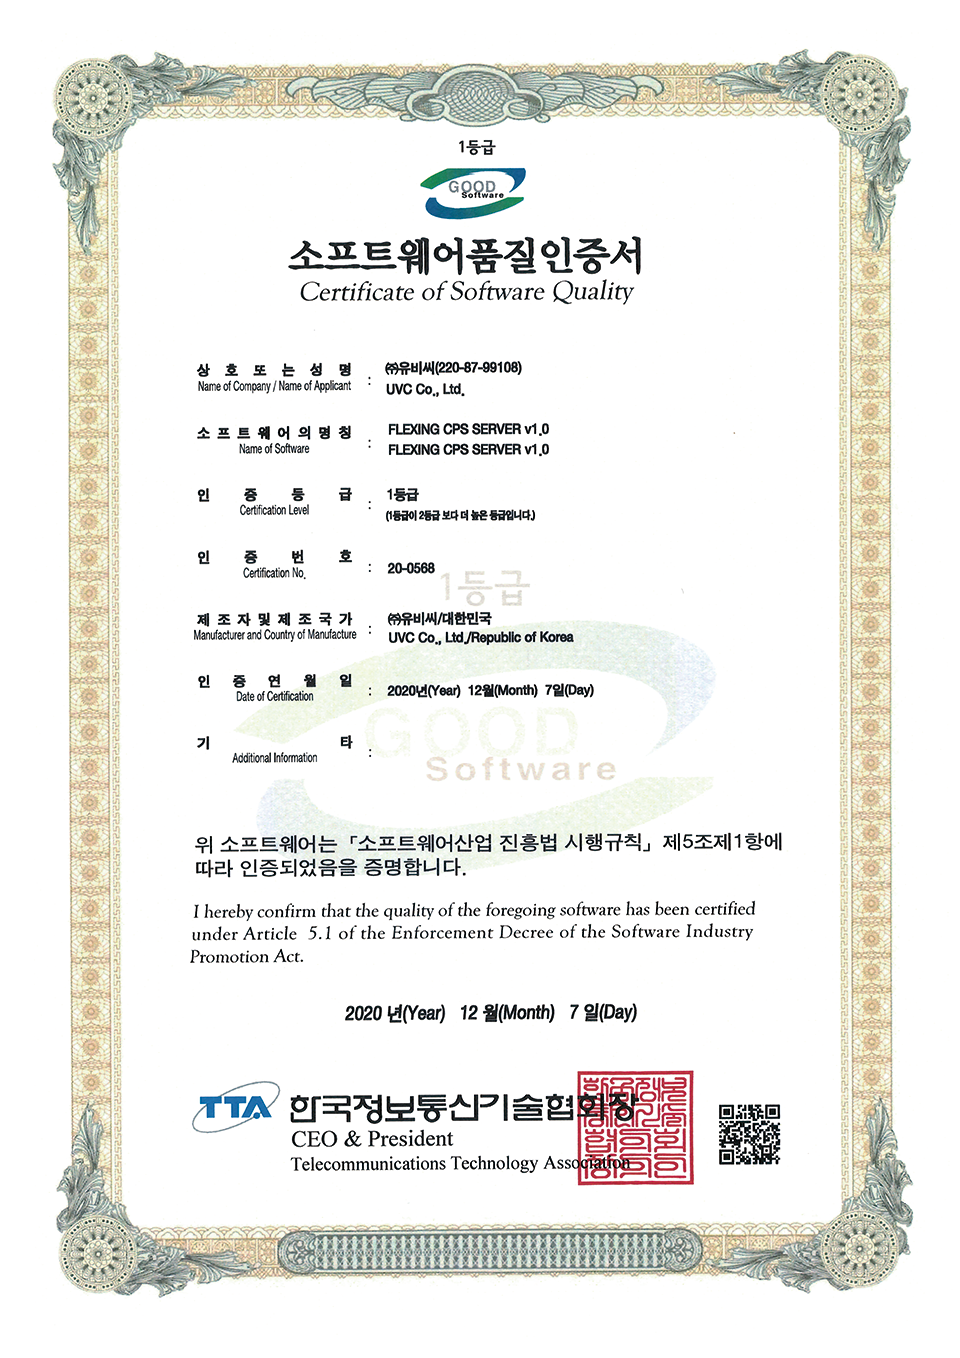 1등급
GOOD
Software
소프트웨어품질인증서
Certificate of Software Quality
상호또는성명
Name of Company / Name of Applicant
:
㈜유비씨(220-87-99108)
UVC Co., Ltd.
소프트웨어의명칭
Name of Software
:
FLEXING CPS SERVER v1.0
FLEXING CPS SERVER v1.0
인증등급
Certification Level
:
1등급
(1등급이 2등급 보다 더 높은 등급입니다.)
인증번호
Certification No.
:
20-0568
1등급
제조자및제조국가
Manufacturer and Country of Manufacture
:
㈜유비씨/대한민국
UVC Co., Ltd./Republic of Korea
인증연월일
Date of Certification
:
2020년(Year) 12월(Month) 7일(Day)
기타
Additional Information
:
GOOD
Software
위 소프트웨어는 「소프트웨어산업 진흥법 시행규칙」 제5조제1항에
따라 인증되었음을 증명합니다.
I hereby confirm that the quality of the foregoing software has been certified
under Article 5.1 of the Enforcement Decree of the Software Industry
Promotion Act.
2020 년(Year) 12 월(Month) 7 일(Day)
TTA 한국정보통신기술협회장
CEO & President
Telecommunications Technology Association